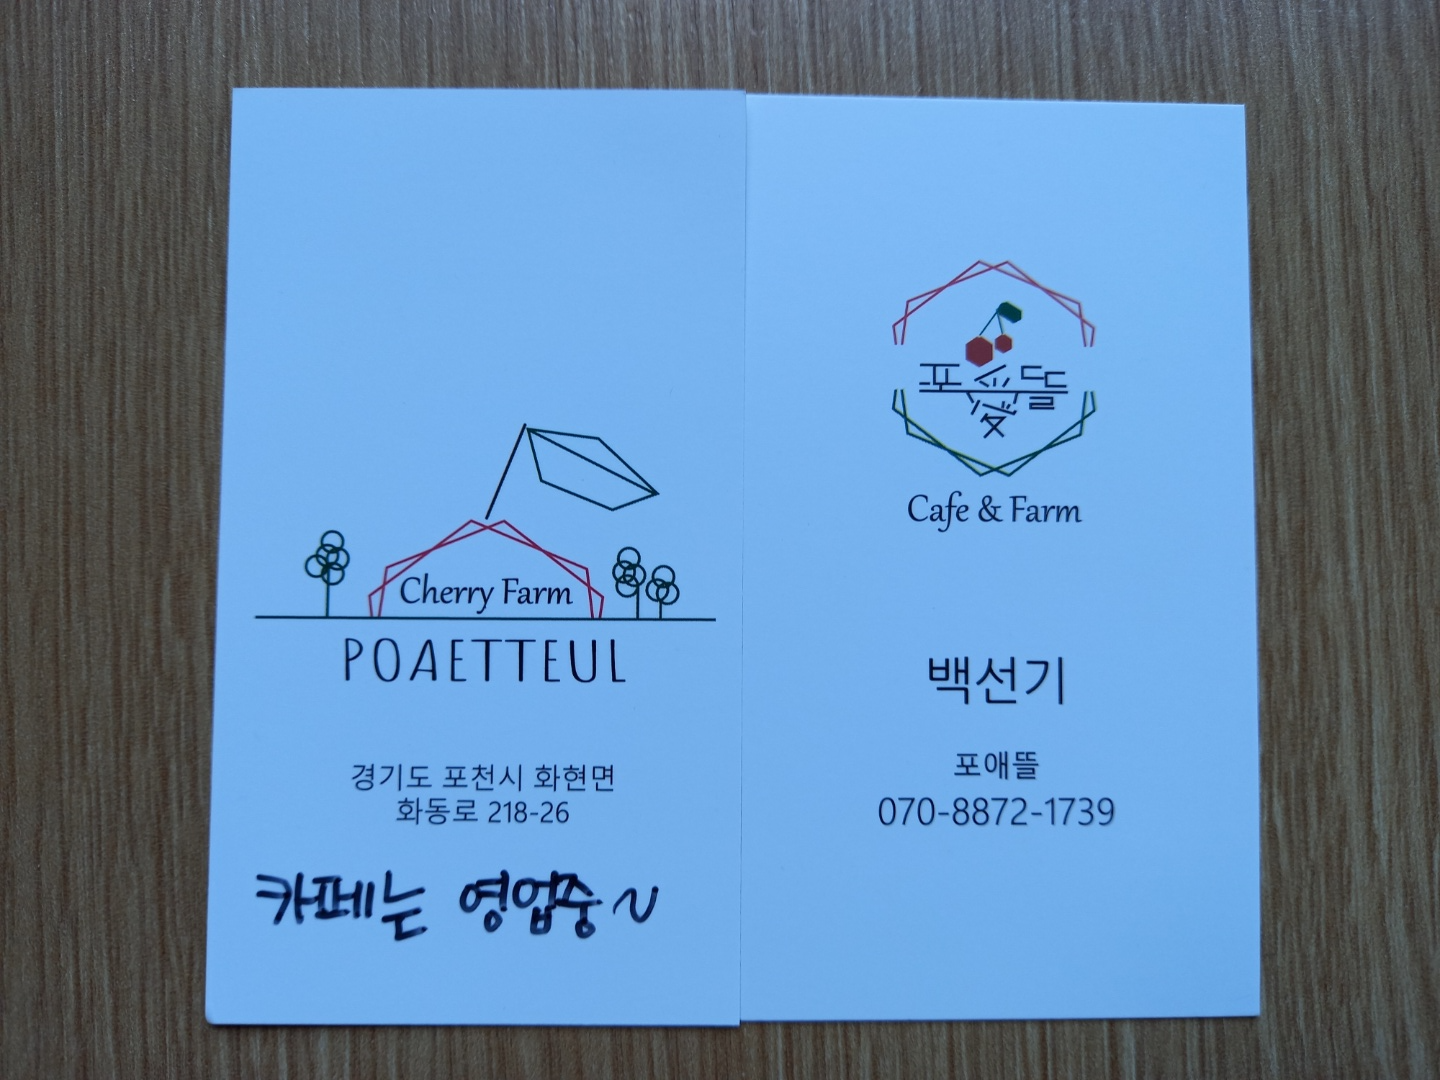 Cherry Farm
POAETTEUL
경기도 포천시 화현면
화동로 218-26
카페는 영업중~
포愛뜰
Cafe & Farm
백선기
포애뜰
070-8872-1739